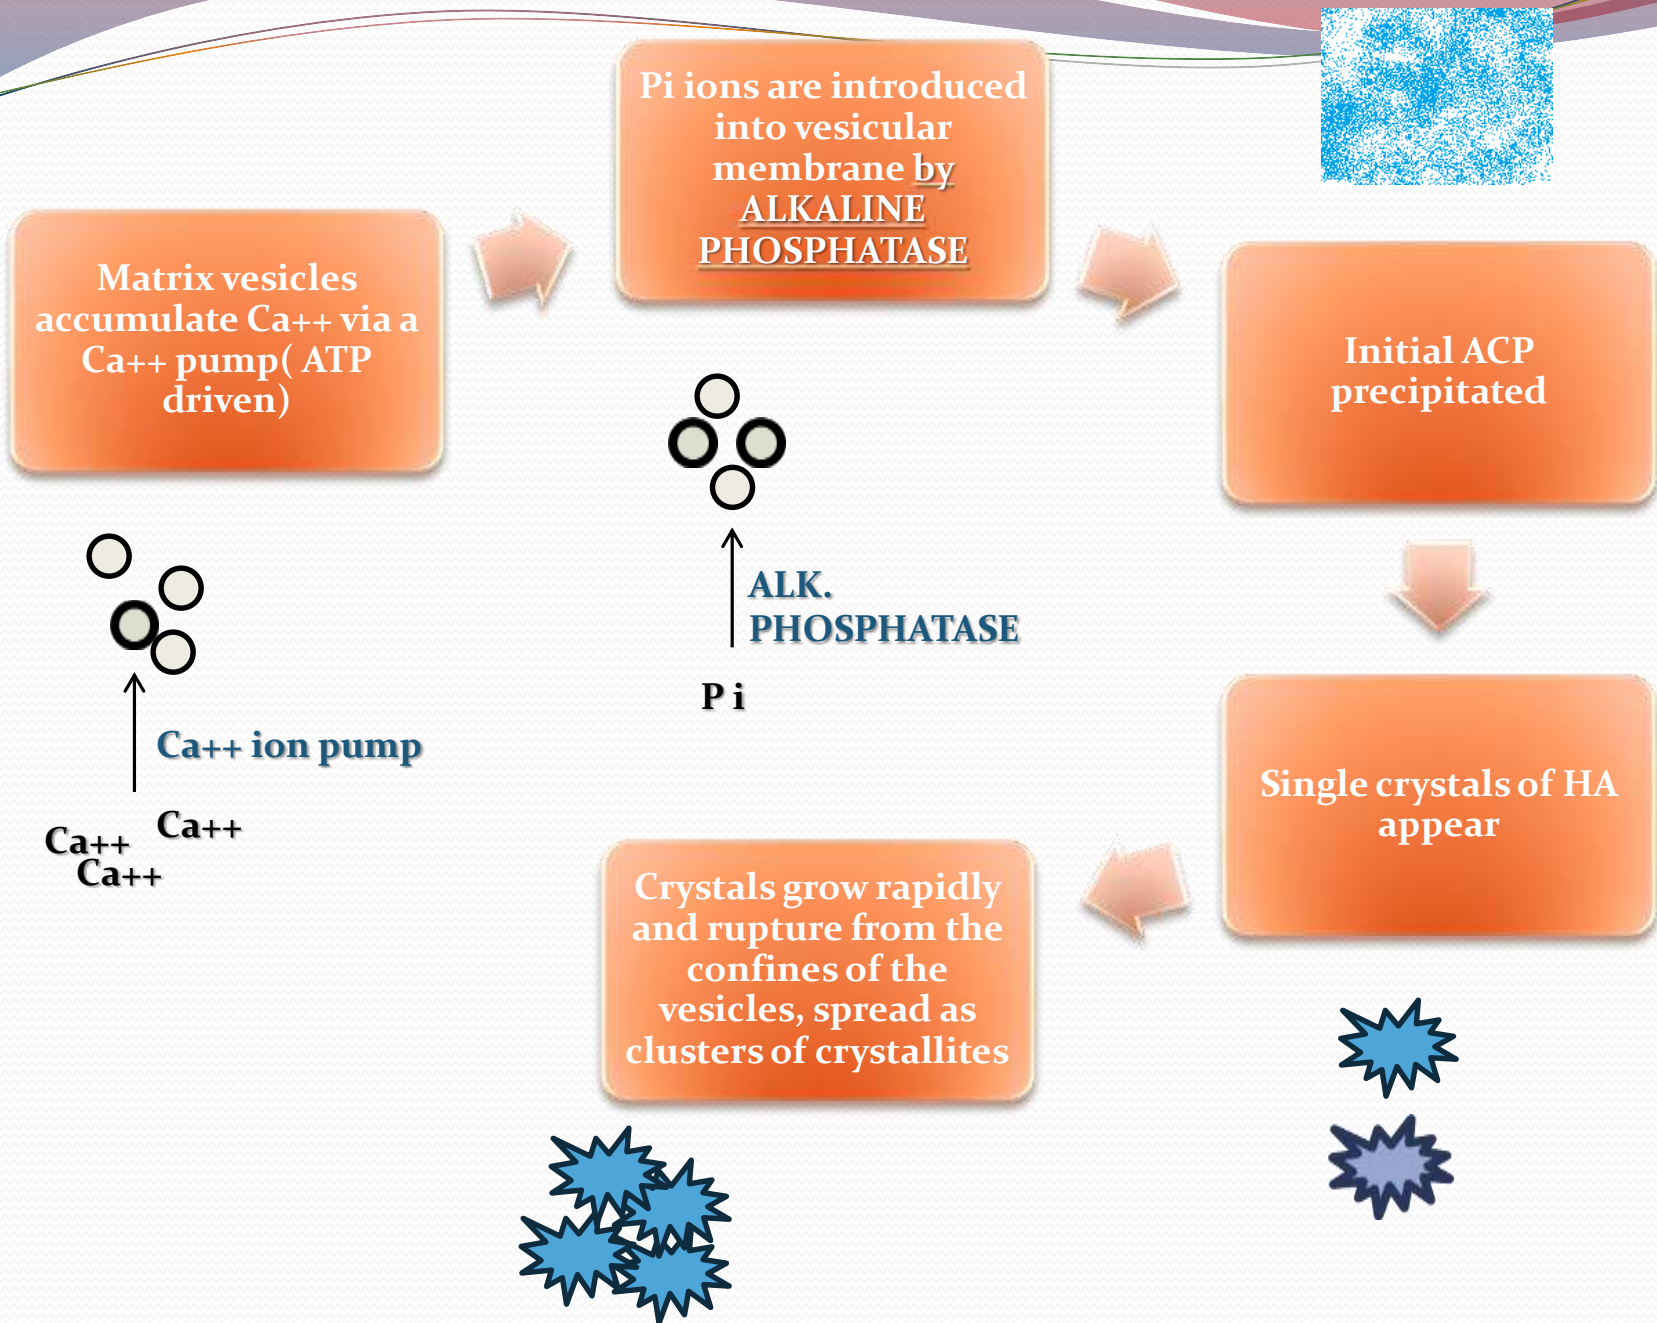 Matrix vesicles
accumulate Ca++ via a
Ca++ pump( ATP
driven)
Pi ions are introduced
into vesicular
membrane by
ALKALINE
PHOSPHATASE
Initial ACP
precipitated
Single crystals of HA
appear
Crystals grow rapidly
and rupture from the
confines of the
vesicles, spread as
clusters of crystallites
ALK.
PHOSPHATASE
P i
Ca++ ion pump
Ca++
Ca++
Ca++